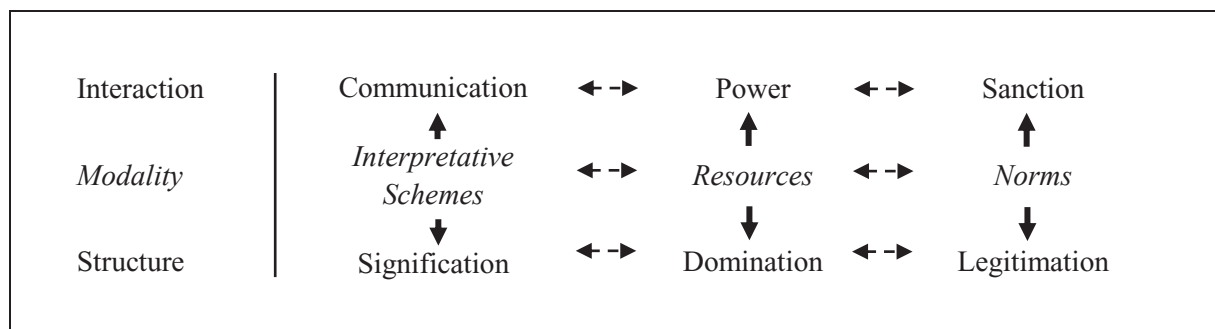 Interaction Communication Power Sanction
Modality Interpretative Schemes Resources Norms
Structure Signification Domination Legitimation